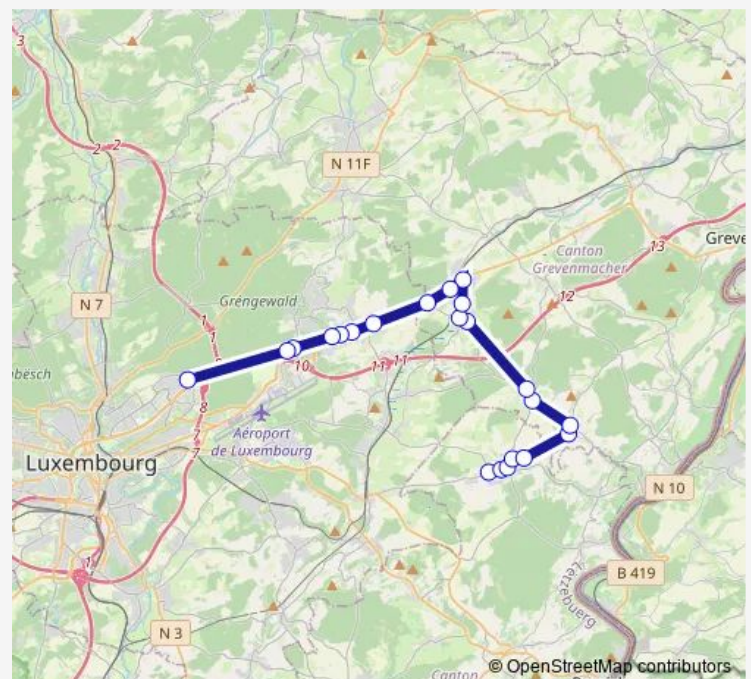 3
2
2
N 11F
Canton
Grevenmacher
13
Greve
12
N 7
Gréngewald
1
1
10
11
11
besch
8
7
7
Aéroport
de Luxembourg
Luxembourg
N 10
1
B 419
Lëtzebuerg
N 3
Canton
© OpenStreetMap contributors